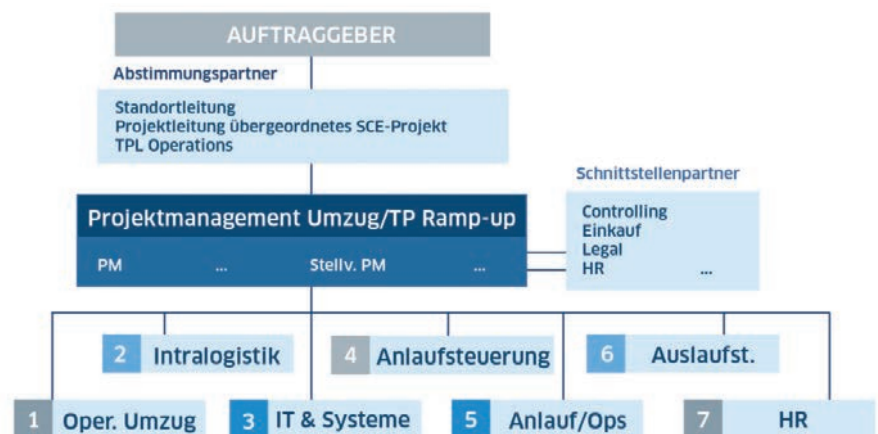 AUFTRAGGEBER
Abstimmungspartner
Standortleitung
Projektleitung übergeordnetes SCE-Projekt
TPL Operations
Schnittstellenpartner
Controlling
Einkauf
Legal
HR ...
Projektmanagement Umzug/TP Ramp-up
PM ... Stellv. PM ...
2 Intralogistik
4 Anlaufsteuerung
6 Auslaufst.
1 Oper. Umzug
3 IT & Systeme
5 Anlauf/Ops
7 HR